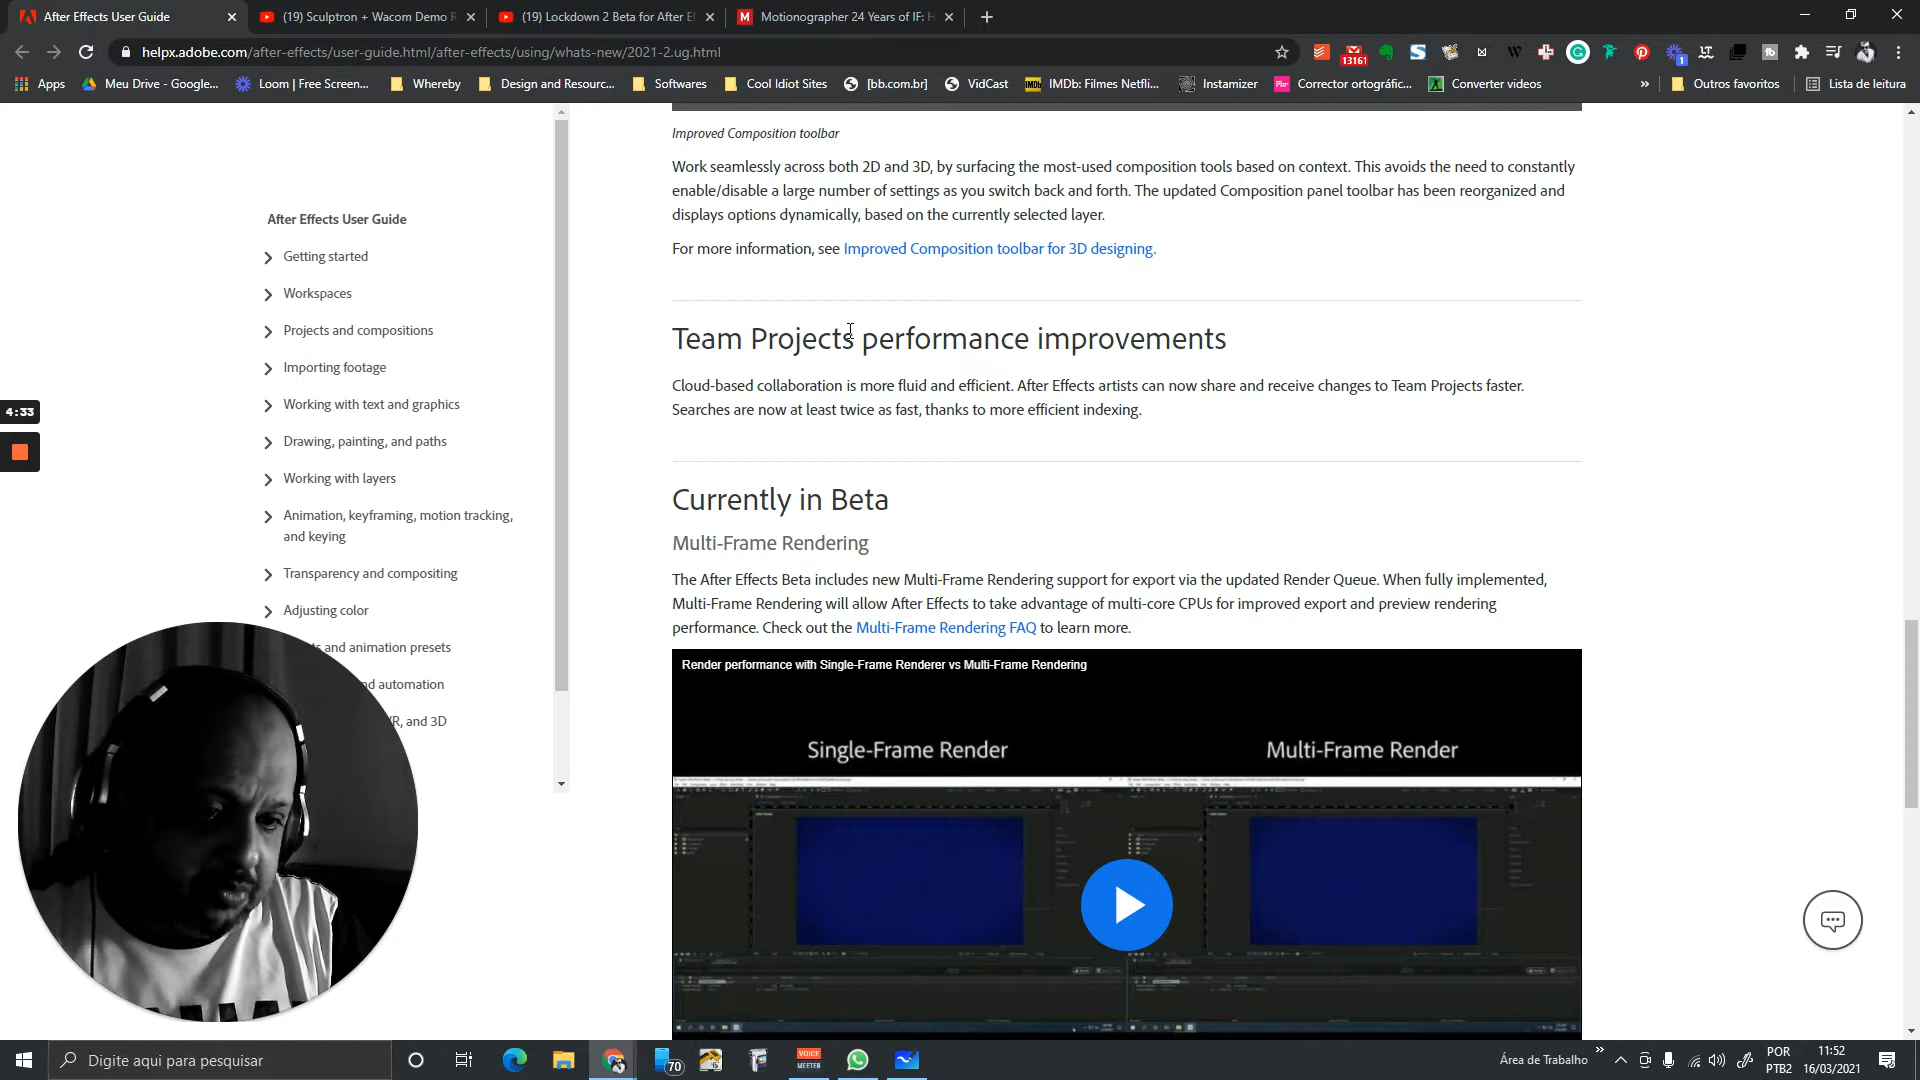 After Effects User Guide
(19) Sculptron + Wacom Demo R
(19) Lockdown 2 Beta for After Ef
Motionographer 24 Years of IF: H
helpx.adobe.com/after-effects/user-guide.html/after-effects/using/whats-new/2021-2.ug.html
13161
1
Apps
Meu Drive - Google...
Loom | Free Screen...
Whereby
Design and Resourc...
Softwares
Cool Idiot Sites
[bb.com.br]
VidCast
IMDb: Filmes Netfli...
Instamizer
Corrector ortográfic...
Converter videos
»
Outros favoritos
Lista de leitura
After Effects User Guide
Getting started
Workspaces
Projects and compositions
Importing footage
Working with text and graphics
Drawing, painting, and paths
Working with layers
Animation, keyframing, motion tracking,
and keying
Transparency and compositing
Adjusting color
and animation presets
automation
and 3D
4:33
Improved Composition toolbar
Work seamlessly across both 2D and 3D, by surfacing the most-used composition tools based on context. This avoids the need to constantly
enable/disable a large number of settings as you switch back and forth. The updated Composition panel toolbar has been reorganized and
displays options dynamically, based on the currently selected layer.
For more information, see Improved Composition toolbar for 3D designing.
Team Projects performance improvements
Cloud-based collaboration is more fluid and efficient. After Effects artists can now share and receive changes to Team Projects faster.
Searches are now at least twice as fast, thanks to more efficient indexing.
Currently in Beta
Multi-Frame Rendering
The After Effects Beta includes new Multi-Frame Rendering support for export via the updated Render Queue. When fully implemented,
Multi-Frame Rendering will allow After Effects to take advantage of multi-core CPUs for improved export and preview rendering
performance. Check out the Multi-Frame Rendering FAQ to learn more.
Render performance with Single-Frame Renderer vs Multi-Frame Rendering
Single-Frame Render
Multi-Frame Render
Digite aqui para pesquisar
70
VOICE
MEETER
Área de Trabalho
»
POR
PTB2
11:52
16/03/2021